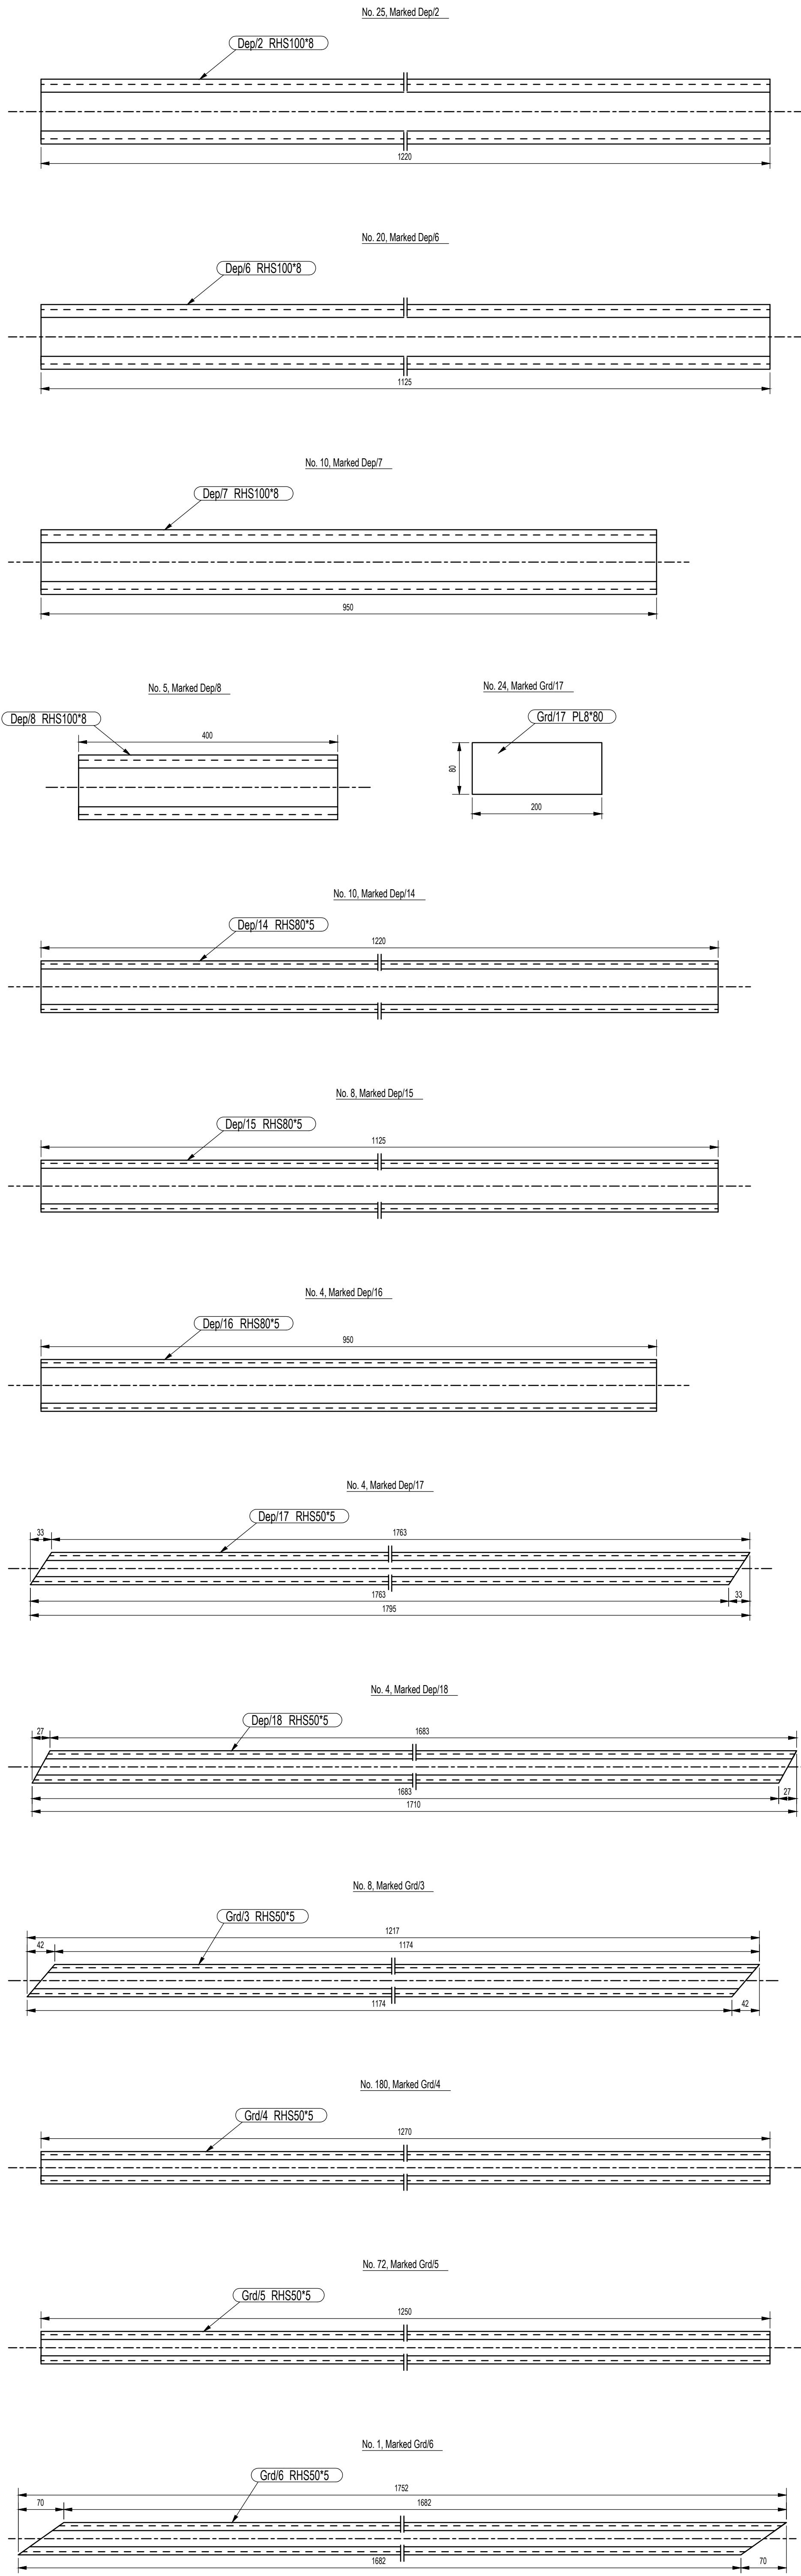 No. 25, Marked Dep/2
Dep/2 RHS100*8
1220
No. 20, Marked Dep/6
Dep/6 RHS100*8
1125
No. 10, Marked Dep/7
Dep/7 RHS100*8
950
No. 5, Marked Dep/8
Dep/8 RHS100*8
400
No. 24, Marked Grd/17
Grd/17 PL8*80
80
200
No. 10, Marked Dep/14
Dep/14 RHS80*5
1220
No. 8, Marked Dep/15
Dep/15 RHS80*5
1125
No. 4, Marked Dep/16
Dep/16 RHS80*5
950
No. 4, Marked Dep/17
Dep/17 RHS50*5
33 1763
1763 33
1795
No. 4, Marked Dep/18
Dep/18 RHS50*5
27 1683
1683 27
1710
No. 8, Marked Grd/3
Grd/3 RHS50*5
1217
42 1174
1174 42
No. 180, Marked Grd/4
Grd/4 RHS50*5
1270
No. 72, Marked Grd/5
Grd/5 RHS50*5
1250
No. 1, Marked Grd/6
Grd/6 RHS50*5
1752
70 1682
1682 70